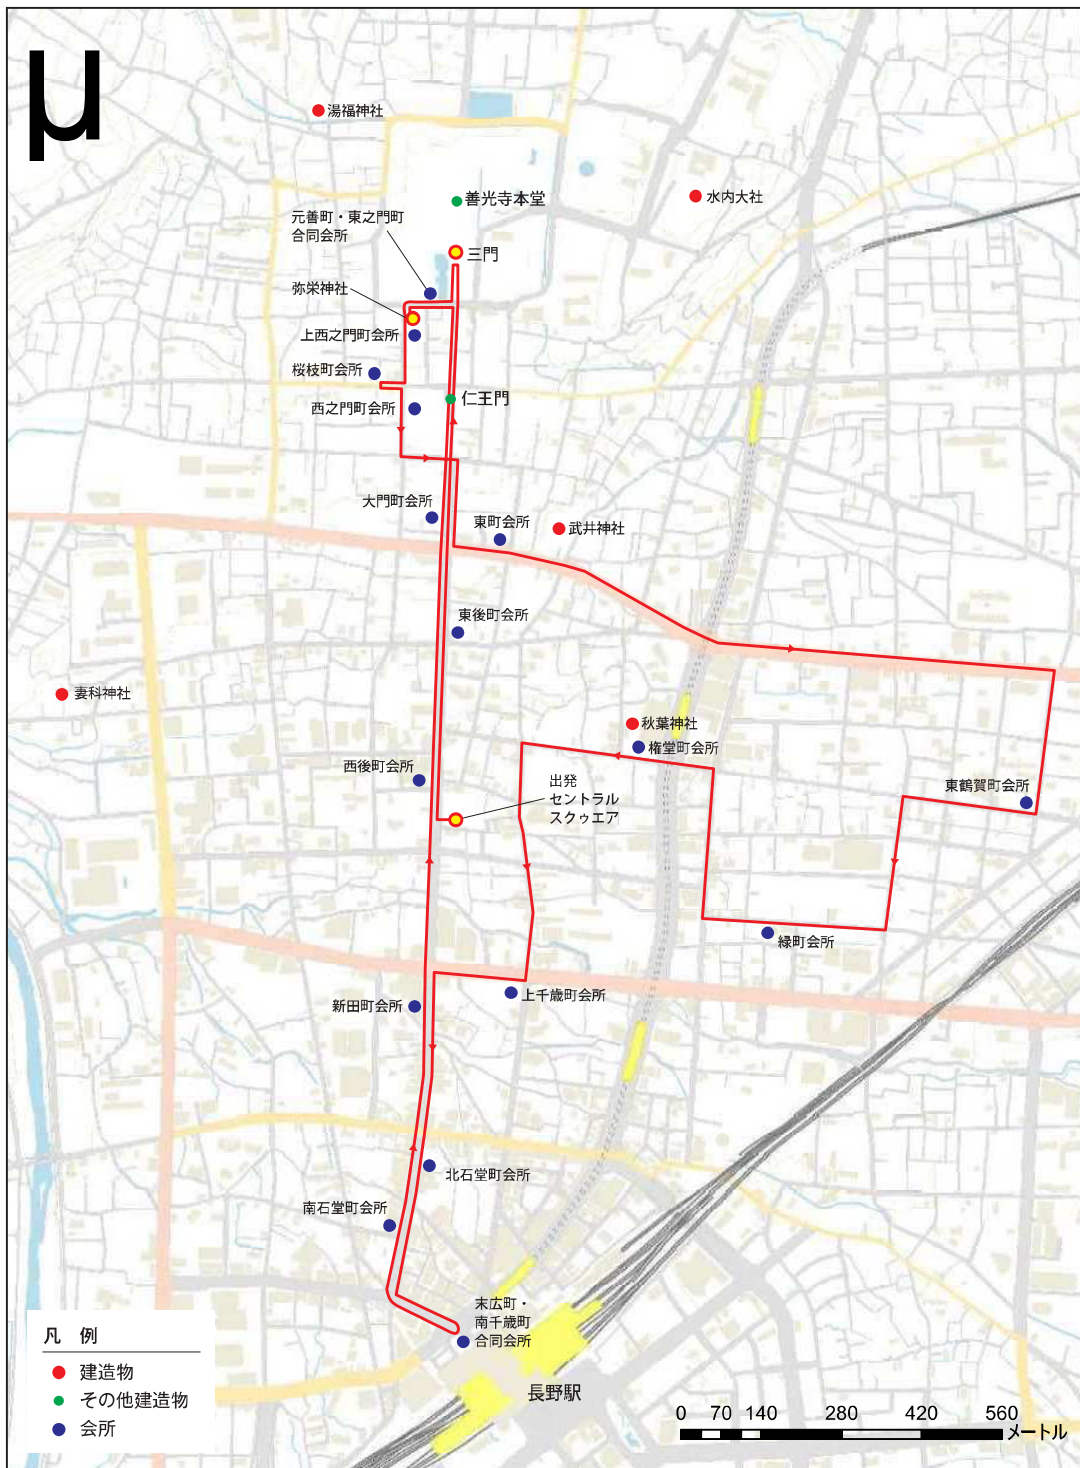 µ
湯福神社
善光寺本堂
水内大社
元善町・東之門町
合同会所
三門
弥栄神社
上西之門町会所
桜枝町会所
仁王門
西之門町会所
大門町会所
東町会所
武井神社
東後町会所
妻科神社
秋葉神社
権堂町会所
西後町会所
出発
セントラル
スクゥエア
東鶴賀町会所
緑町会所
新田町会所
上千歳町会所
北石堂町会所
南石堂町会所
末広町・
南千歳町
合同会所
長野駅
凡 例
建造物
その他建造物
会所
0 70 140 280 420 560
メートル